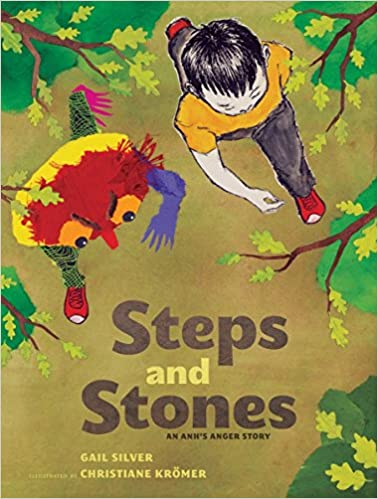 Steps
and
Stones
AN ANH'S ANGER STORY
GAIL SILVER
ILLUSTRATED BY CHRISTIANE KRÖMER